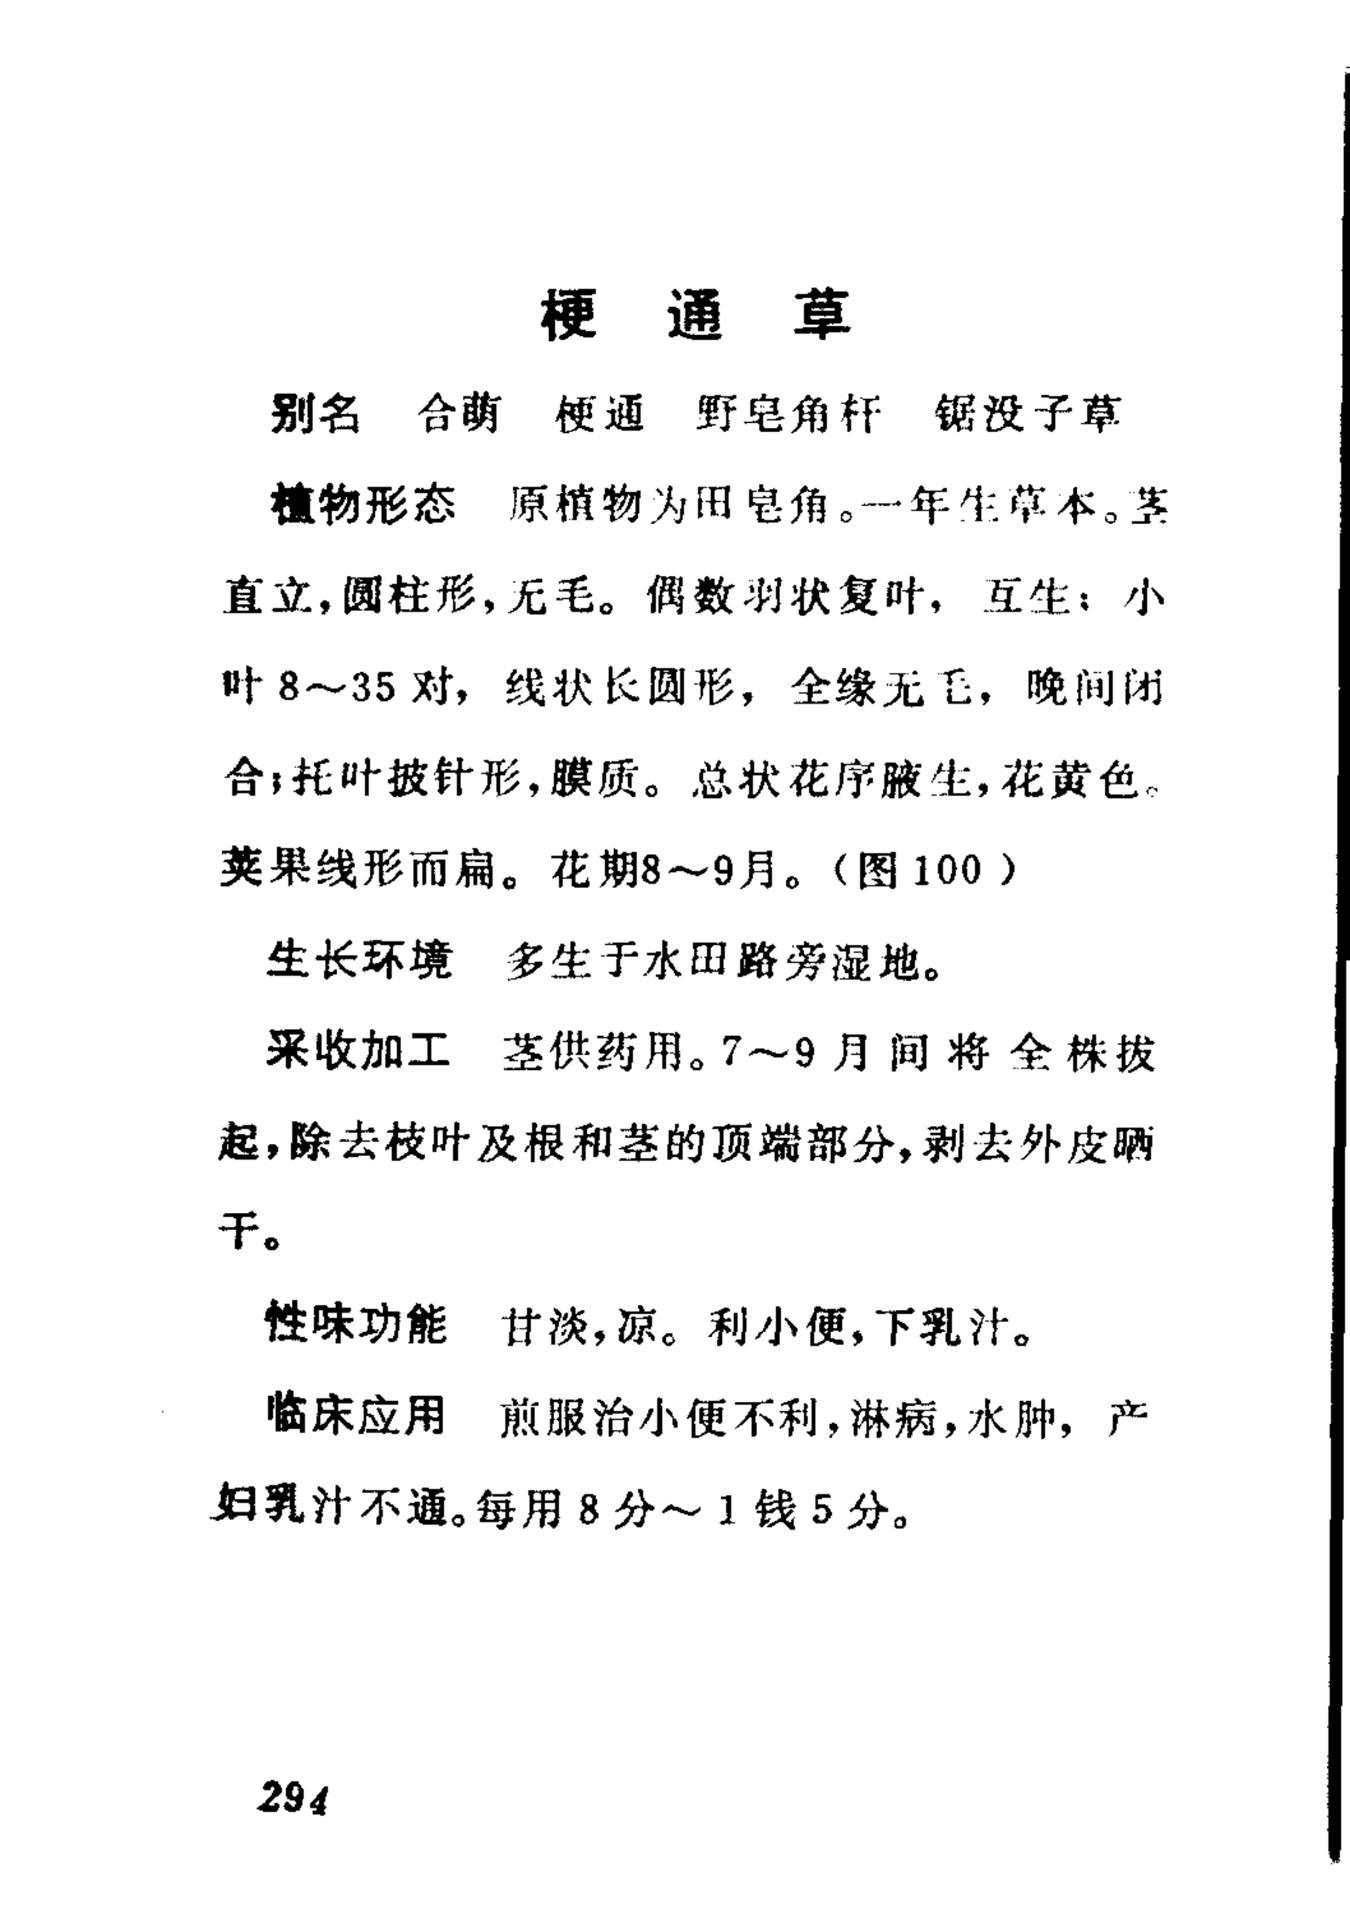 梗通草
别名 合萌 梗通 野皂角杆 锯没子草
植物形态 原植物为田皂角。一年生草本。茎
直立，圆柱形，无毛。偶数羽状复叶，互生；小
叶8～35对，线状长圆形，全缘无毛，晚间闭
合；托叶披针形，膜质。总状花序腋生，花黄色。
荚果线形而扁。花期8～9月。（图100）
生长环境 多生于水田路旁湿地。
采收加工 茎供药用。7～9月间将全株拔
起，除去枝叶及根和茎的顶端部分，剥去外皮晒
干。
性味功能 甘淡，凉。利小便，下乳汁。
临床应用 煎服治小便不利，淋病，水肿，产
妇乳汁不通。每用8分～1钱5分。
294